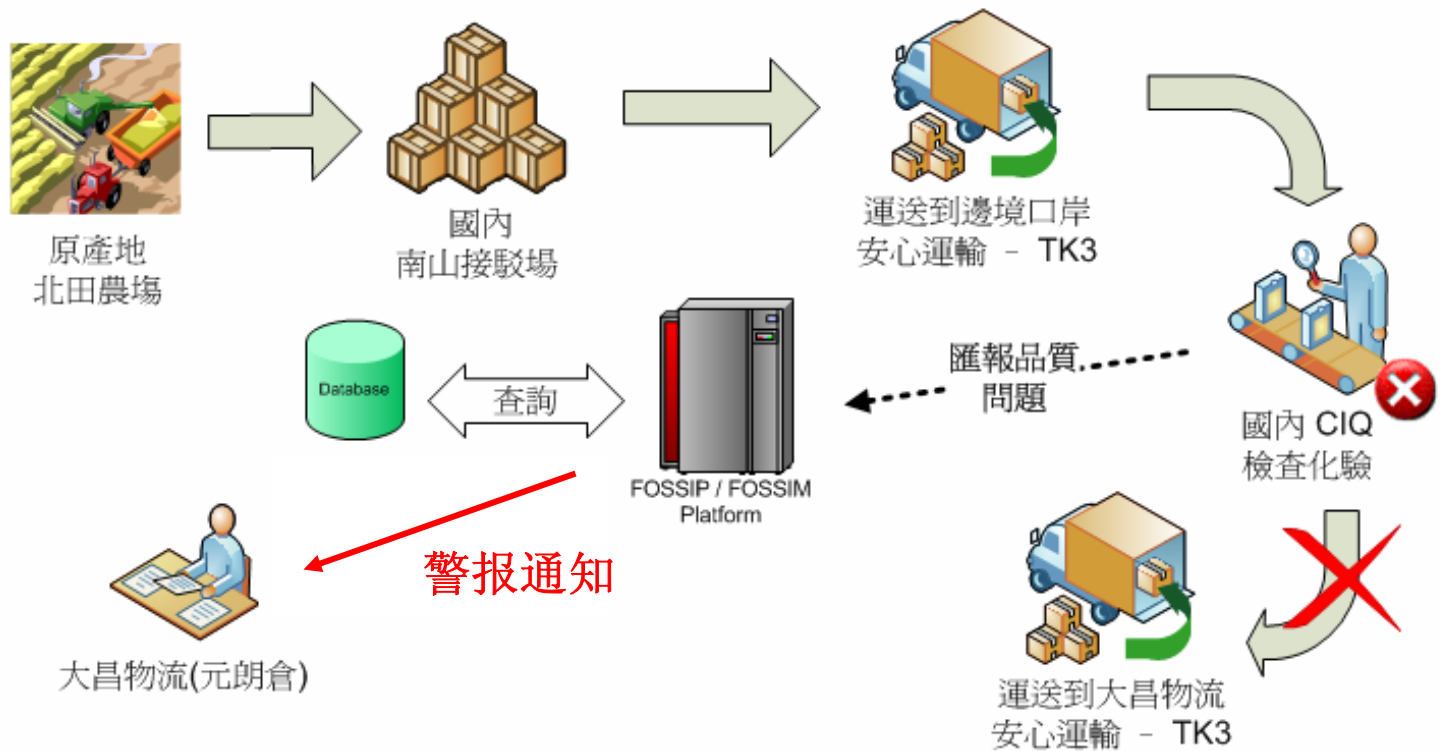 原產地
北田農場
國內
南山接駁場
運送到邊境口岸
安心運輸 - TK3
國內 CIQ
檢查化驗
匯報品質
問題
Database
查詢
FOSSIP / FOSSIM
Platform
警报通知
大昌物流(元朗倉)
運送到大昌物流
安心運輸 - TK3